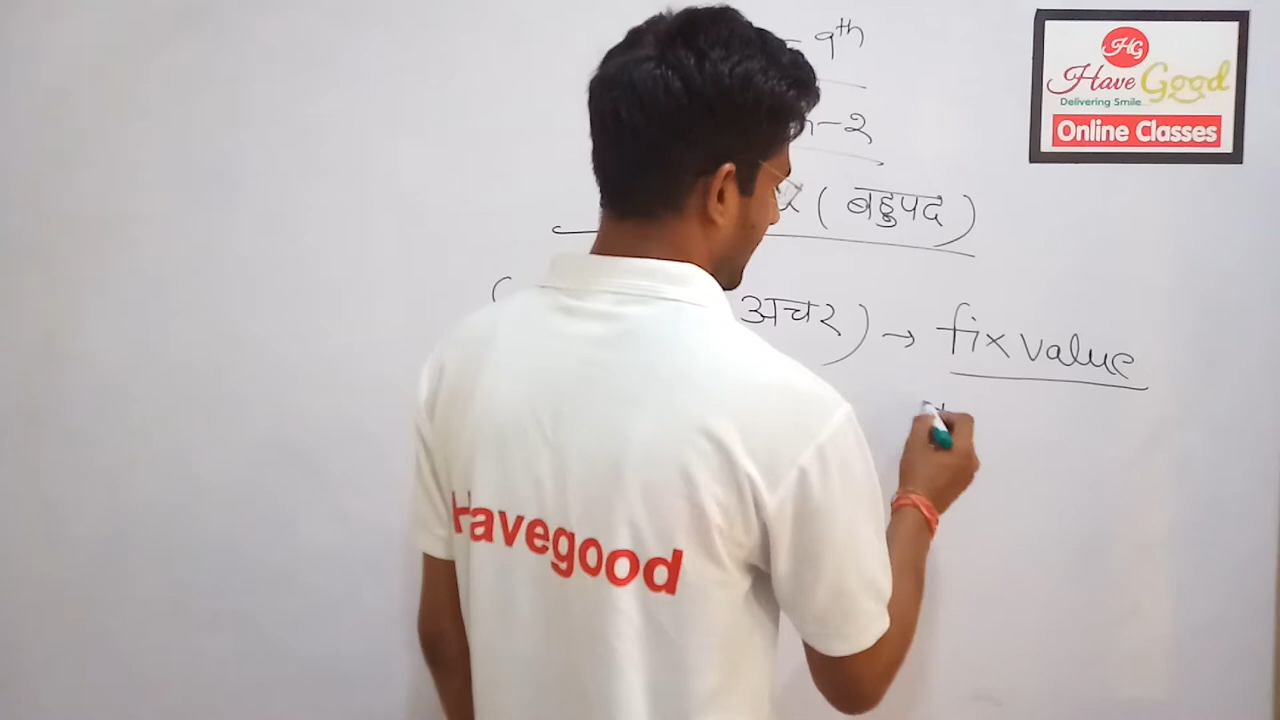 9th
-2
( बहुपद )
अचर ) → fix value
HG
Have Good
Delivering Smile...
Online Classes
Havegood